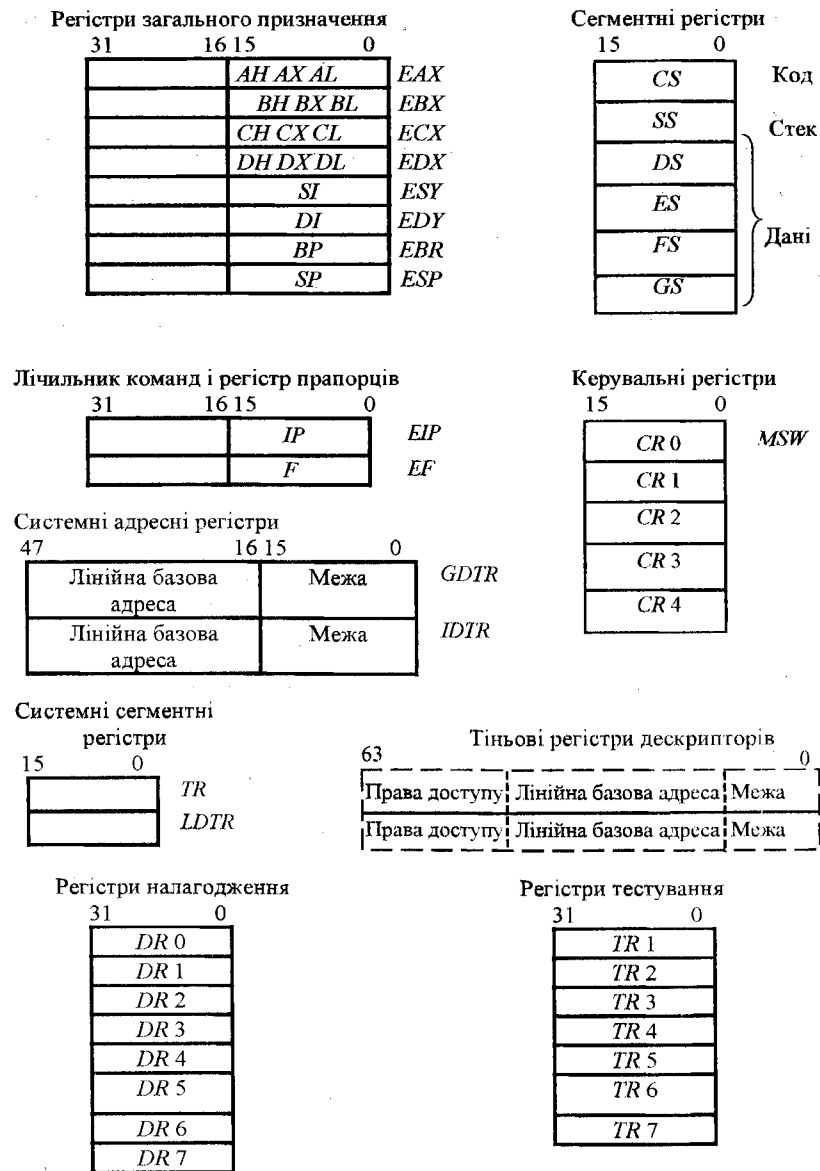 Регістри загального призначення
31 16 15 0
AH AX AL EAX
BH BX BL EBX
CH CX CL ECX
DH DX DL EDX
SI ESY
DI EDY
BP EBR
SP ESP
Сегментні регістри
15 0
CS Код
SS Стек
DS
ES
FS Дані
GS
Лічильник команд і регістр прапорців
31 16 15 0
IP EIP
F EF
Керувальні регістри
15 0
CR 0 MSW
CR 1
CR 2
CR 3
CR 4
Системні адресні регістри
47 16 15 0
Лінійна базова Межа GDTR
адреса
Лінійна базова Межа IDTR
адреса
Системні сегментні
регістри
15 0
TR
LDTR
Тіньові регістри дескрипторів
63 0
Права доступу Лінійна базова адреса Межа
Права доступу Лінійна базова адреса Межа
Регістри налагодження
31 0
DR 0
DR 1
DR 2
DR 3
DR 4
DR 5
DR 6
DR 7
Регістри тестування
31 0
TR 1
TR 2
TR 3
TR 4
TR 5
TR 6
TR 7